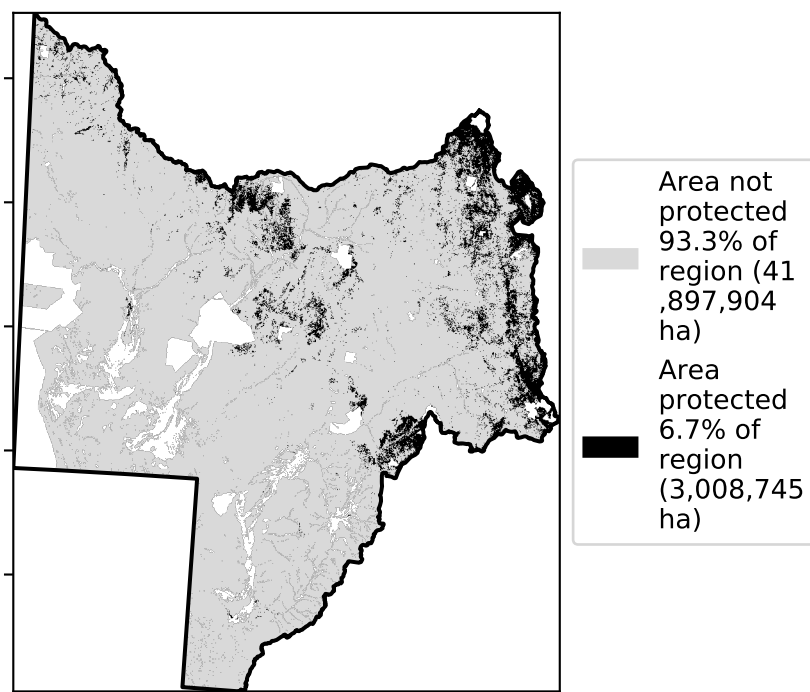 Area not
protected
93.3% of
region (41
,897,904
ha)
Area
protected
6.7% of
region
(3,008,745
ha)